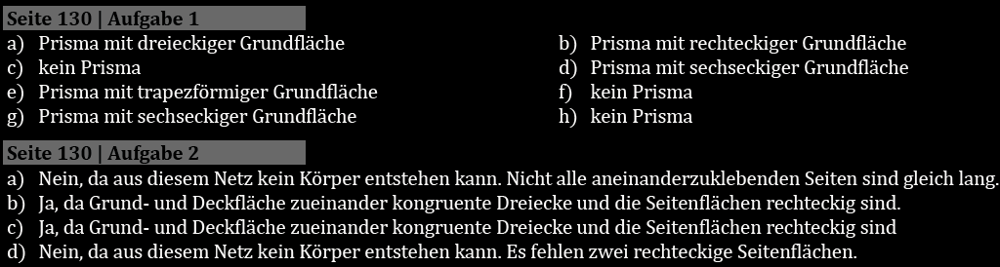 Seite 130 | Aufgabe 1
a) Prisma mit dreieckiger Grundfläche b) Prisma mit rechteckiger Grundfläche
c) kein Prisma d) Prisma mit sechseckiger Grundfläche
e) Prisma mit trapezförmiger Grundfläche f) kein Prisma
g) Prisma mit sechseckiger Grundfläche h) kein Prisma
Seite 130 | Aufgabe 2
a) Nein, da aus diesem Netz kein Körper entstehen kann. Nicht alle aneinanderzuklebenden Seiten sind gleich lang.
b) Ja, da Grund- und Deckfläche zueinander kongruente Dreiecke und die Seitenflächen rechteckig sind.
c) Ja, da Grund- und Deckfläche zueinander kongruente Dreiecke und die Seitenflächen rechteckig sind
d) Nein, da aus diesem Netz kein Körper entstehen kann. Es fehlen zwei rechteckige Seitenflächen.